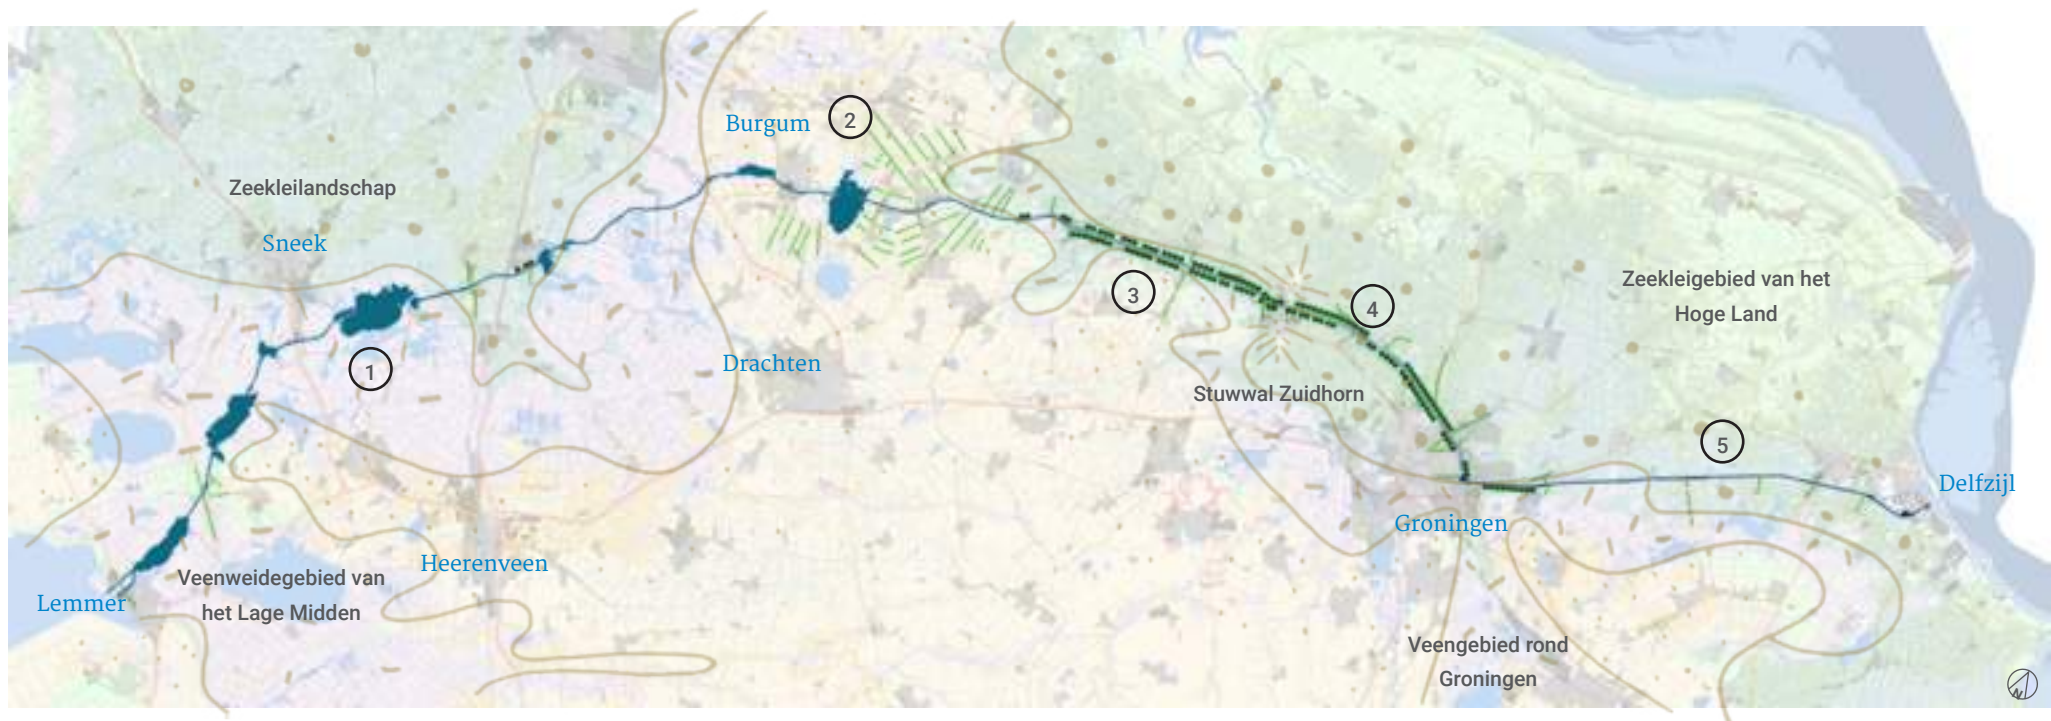 Burgum
2
Zeekleilandschap
Sneek
Zeekleigebied van het
Hoge Land
3
4
1
Drachten
Stuwwal Zuidhorn
5
Delfzijl
Groningen
Heerenveen
Veenweidegebied van
het Lage Midden
Lemmer
Veengebied rond
Groningen
N